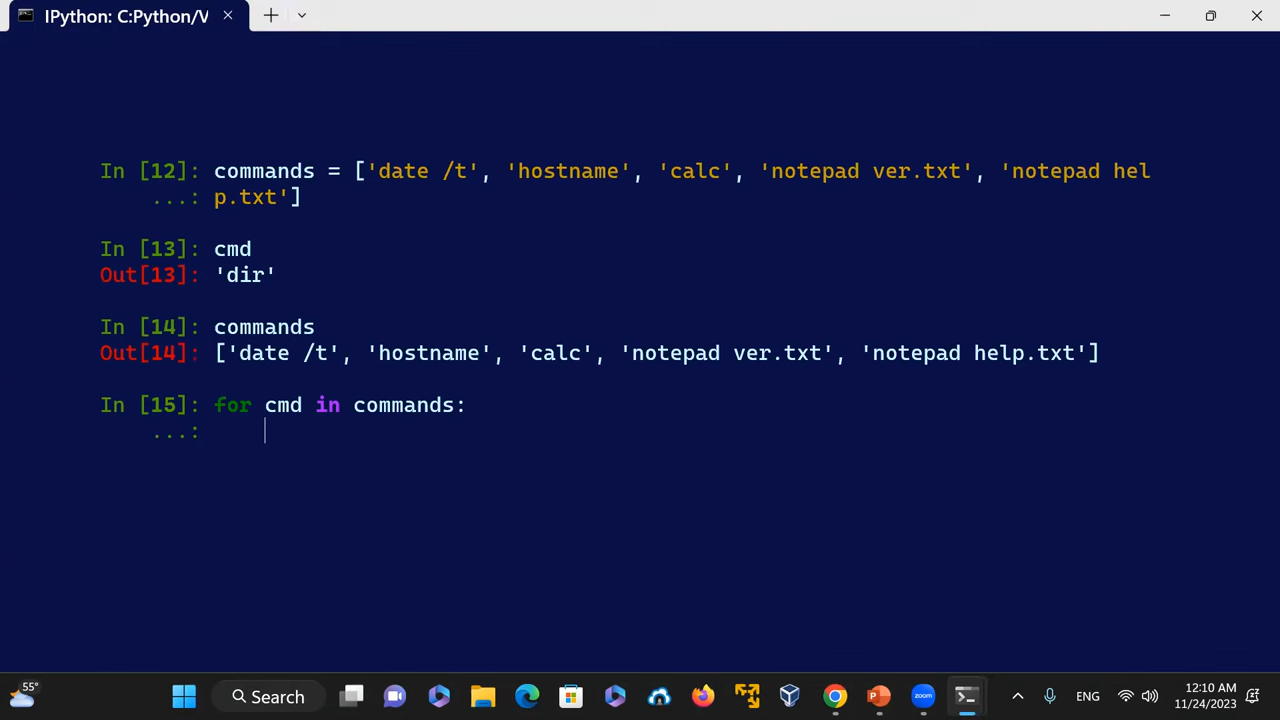 IPython: C:Python/V
In [12]: commands = ['date /t', 'hostname', 'calc', 'notepad ver.txt', 'notepad hel
...: p.txt']
In [13]: cmd
Out[13]: 'dir'
In [14]: commands
Out[14]: ['date /t', 'hostname', 'calc', 'notepad ver.txt', 'notepad help.txt']
In [15]: for cmd in commands:
...:
55°
Search
zoom
ENG
12:10 AM
11/24/2023